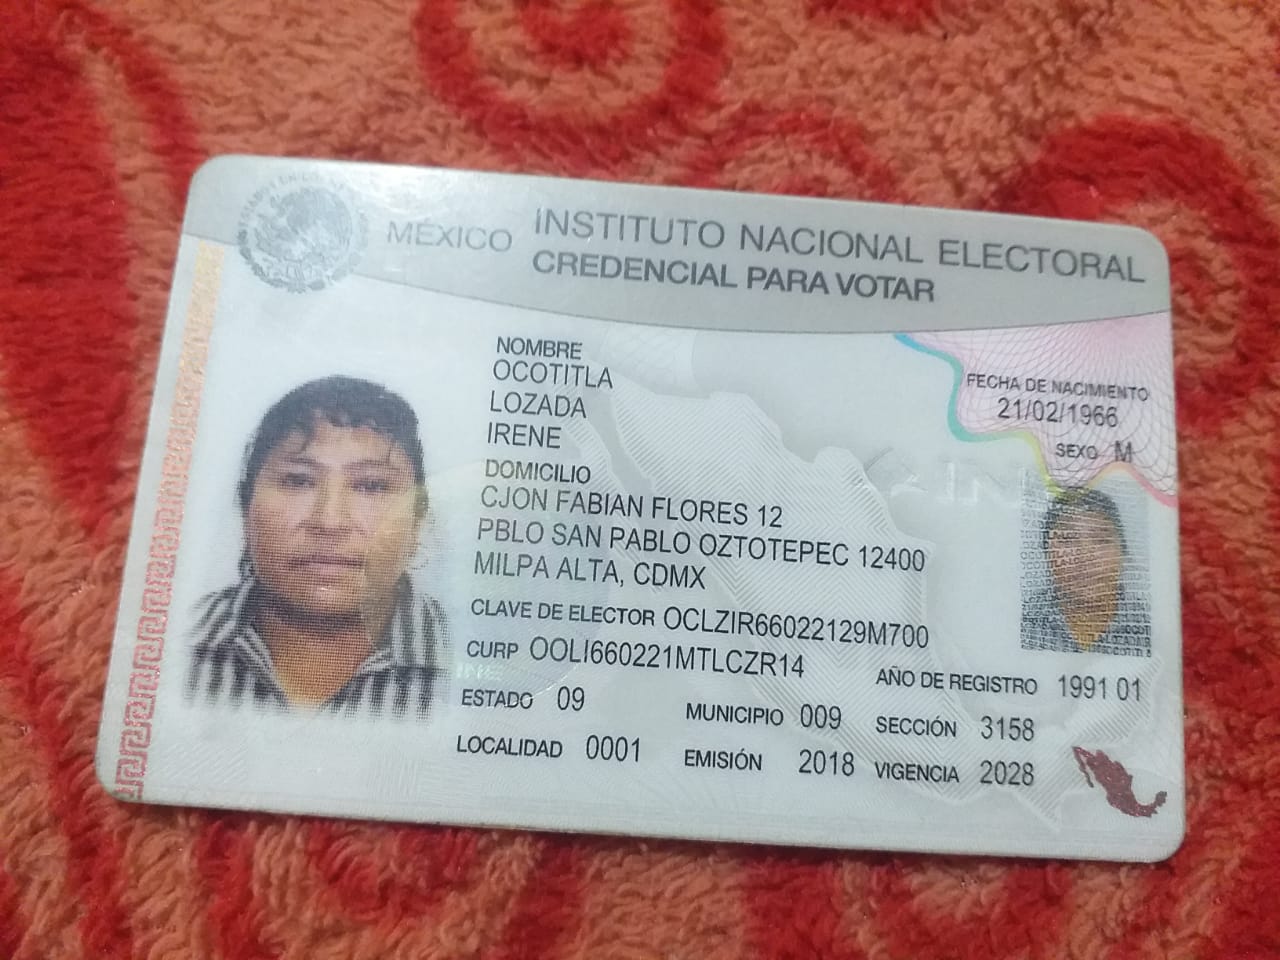 MÉXICO INSTITUTO NACIONAL ELECTORAL
CREDENCIAL PARA VOTAR
NOMBRE
OCOTITLA
LOZADA
IRENE
FECHA DE NACIMIENTO
21/02/1966
SEXO M
DOMICILIO
CJON FABIAN FLORES 12
PBLO SAN PABLO OZTOTEPEC 12400
MILPA ALTA, CDMX
CLAVE DE ELECTOR OCLZIR66022129M700
CURP OOLI660221MTLCZR14
AÑO DE REGISTRO 1991 01
ESTADO 09
MUNICIPIO 009
SECCIÓN 3158
LOCALIDAD 0001
EMISIÓN 2018
VIGENCIA 2028